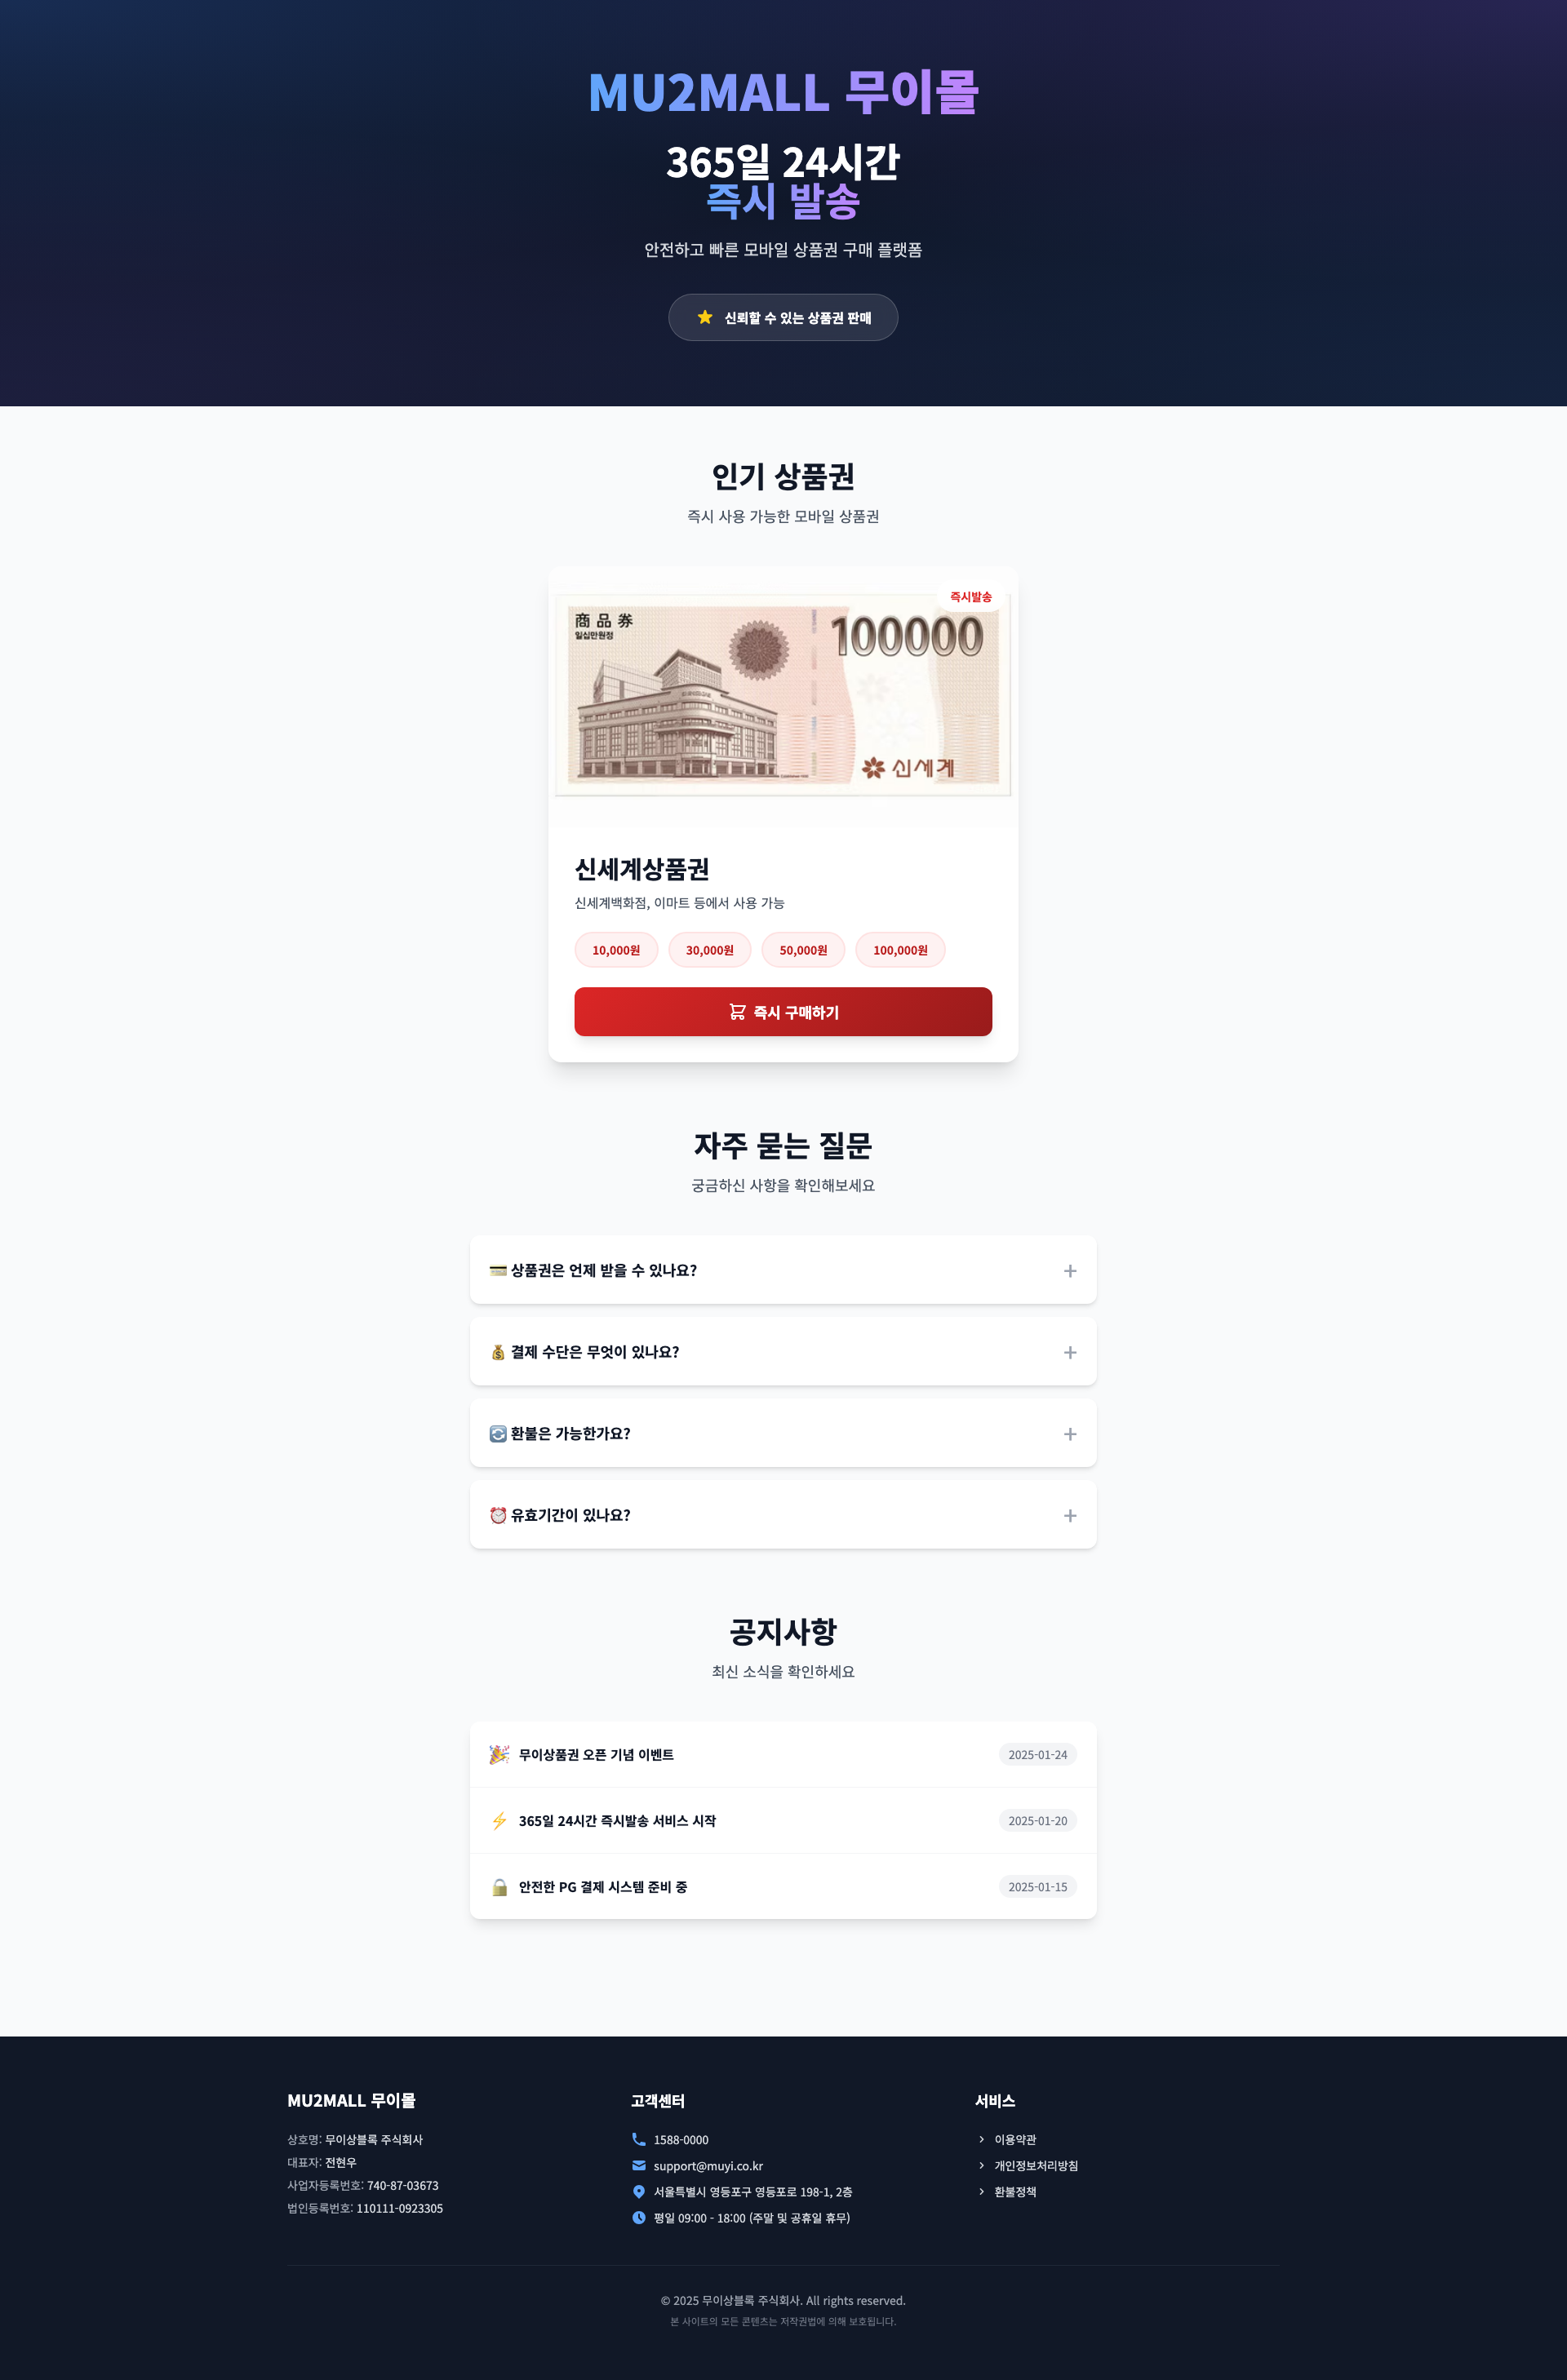 MU2MALL 무이몰
365일 24시간
즉시 발송
안전하고 빠른 모바일 상품권 구매 플랫폼
신뢰할 수 있는 상품권 판매
인기 상품권
즉시 사용 가능한 모바일 상품권
즉시발송
商品券
일십만원정
100000
신세계
신세계상품권
신세계백화점, 이마트 등에서 사용 가능
10,000원 30,000원 50,000원 100,000원
즉시 구매하기
자주 묻는 질문
궁금하신 사항을 확인해보세요
💳 상품권은 언제 받을 수 있나요? +
💰 결제 수단은 무엇이 있나요? +
🔄 환불은 가능한가요? +
⏰ 유효기간이 있나요? +
공지사항
최신 소식을 확인하세요
🎉 무이상품권 오픈 기념 이벤트 2025-01-24
⚡ 365일 24시간 즉시발송 서비스 시작 2025-01-20
🔒 안전한 PG 결제 시스템 준비 중 2025-01-15
MU2MALL 무이몰
상호명: 무이상블록 주식회사
대표자: 전현우
사업자등록번호: 740-87-03673
법인등록번호: 110111-0923305
고객센터
1588-0000
support@muyi.co.kr
서울특별시 영등포구 영등포로 198-1, 2층
평일 09:00 - 18:00 (주말 및 공휴일 휴무)
서비스
이용약관
개인정보처리방침
환불정책
© 2025 무이상블록 주식회사. All rights reserved.
본 사이트의 모든 콘텐츠는 저작권법에 의해 보호됩니다.